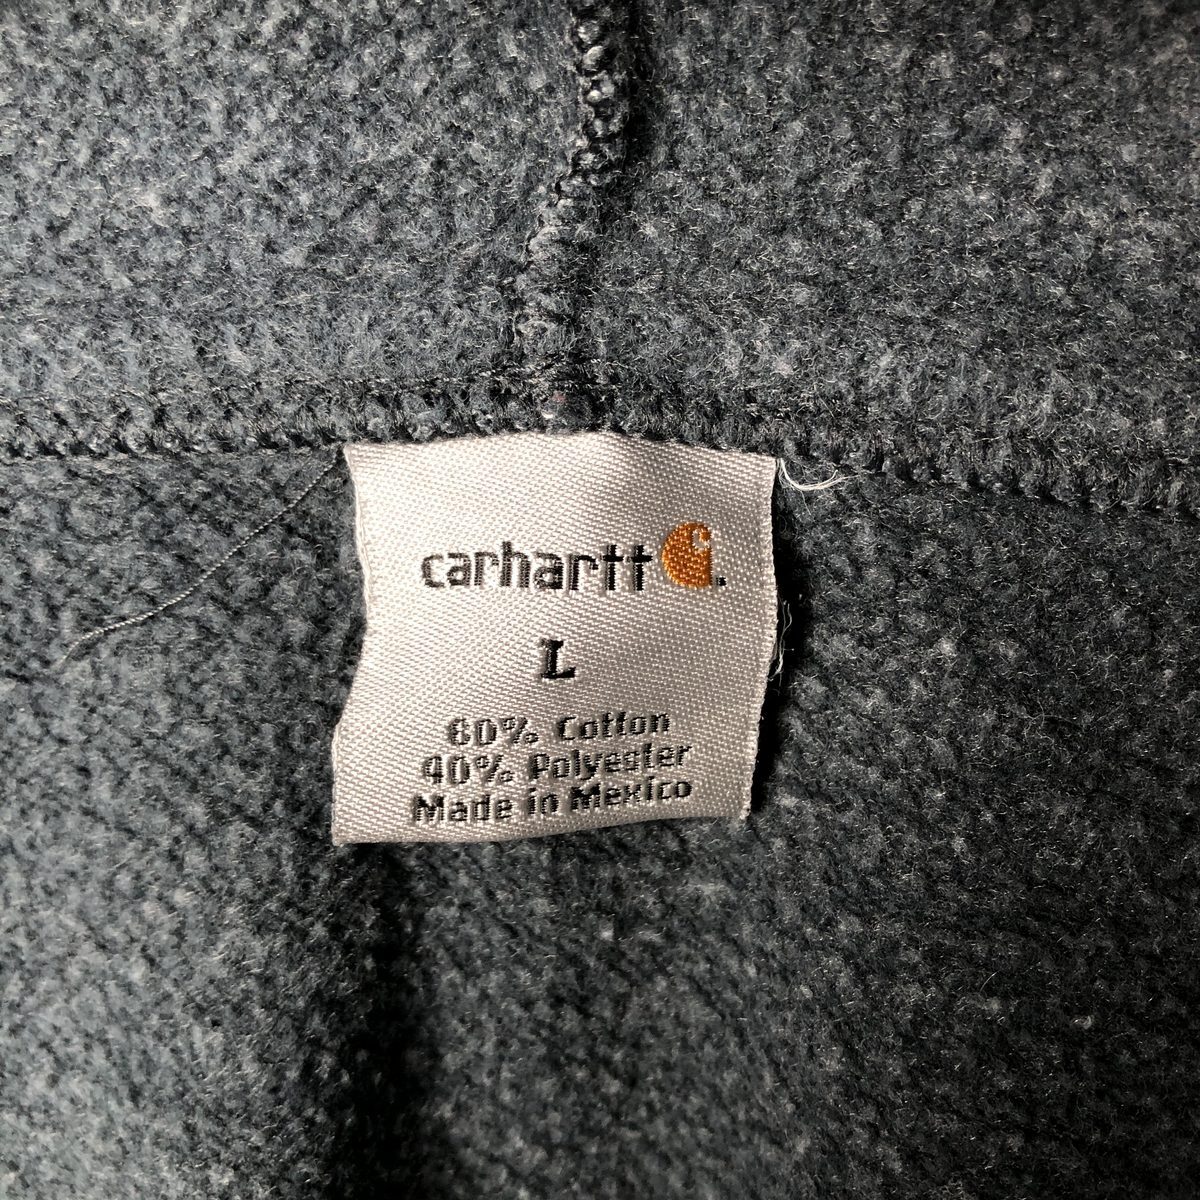 carhartt
L
60% Cotton
40% Polyester
Made in Mexico